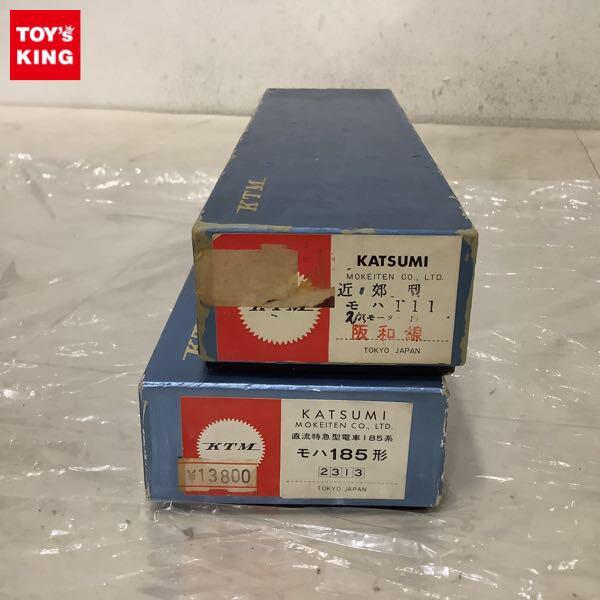 TOY's
KING
KTM
KATSUMI
MOKEITEN CO., LTD.
近郊型
モハ111
阪和線
TOKYO JAPAN
KTM
KATSUMI
MOKEITEN CO., LTD.
直流特急型電車185系
モハ185形
2313
TOKYO JAPAN
KTM
¥13800